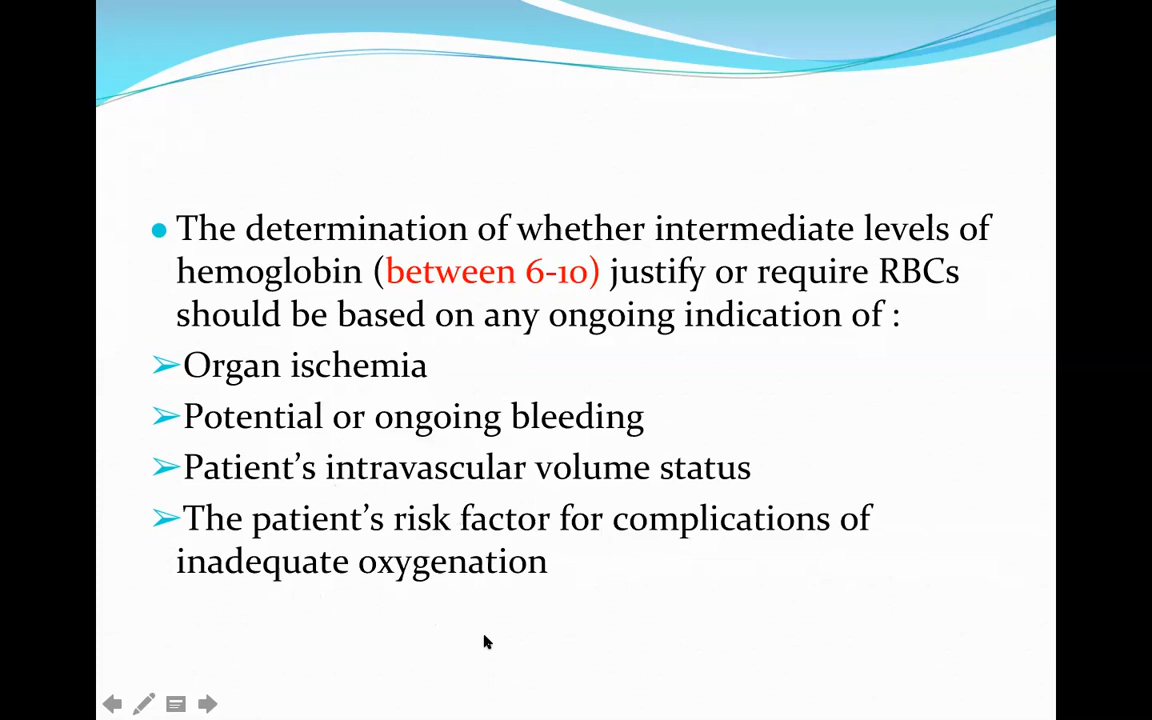 The determination of whether intermediate levels of
hemoglobin (between 6-10) justify or require RBCs
should be based on any ongoing indication of :
Organ ischemia
Potential or ongoing bleeding
Patient’s intravascular volume status
The patient’s risk factor for complications of
inadequate oxygenation